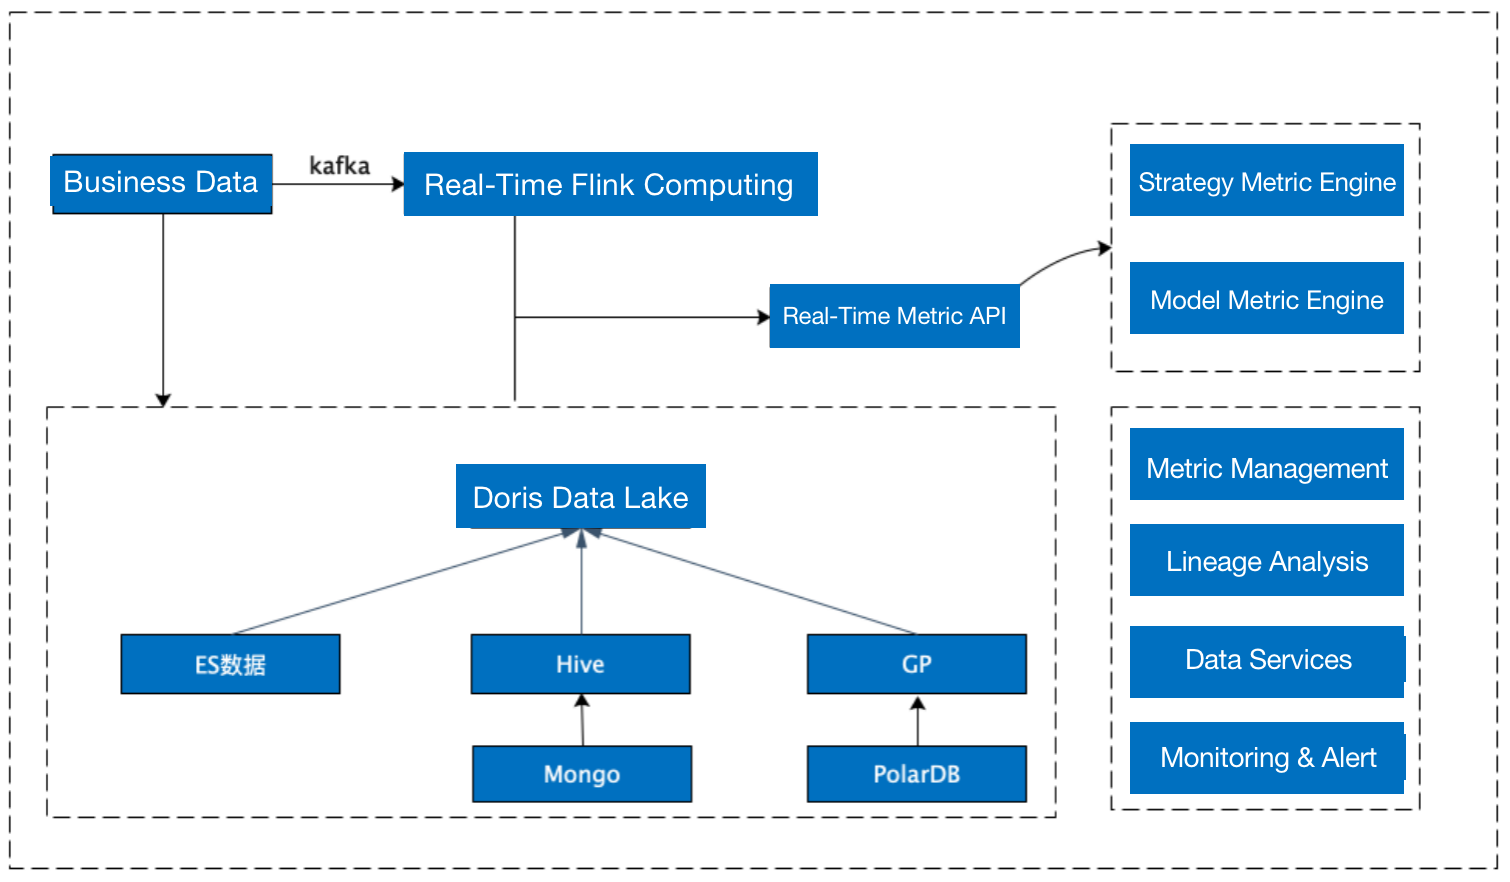 Business Data
kafka
Real-Time Flink Computing
Real-Time Metric API
Strategy Metric Engine
Model Metric Engine
Doris Data Lake
ES数据
Hive
GP
Mongo
PolarDB
Metric Management
Lineage Analysis
Data Services
Monitoring & Alert